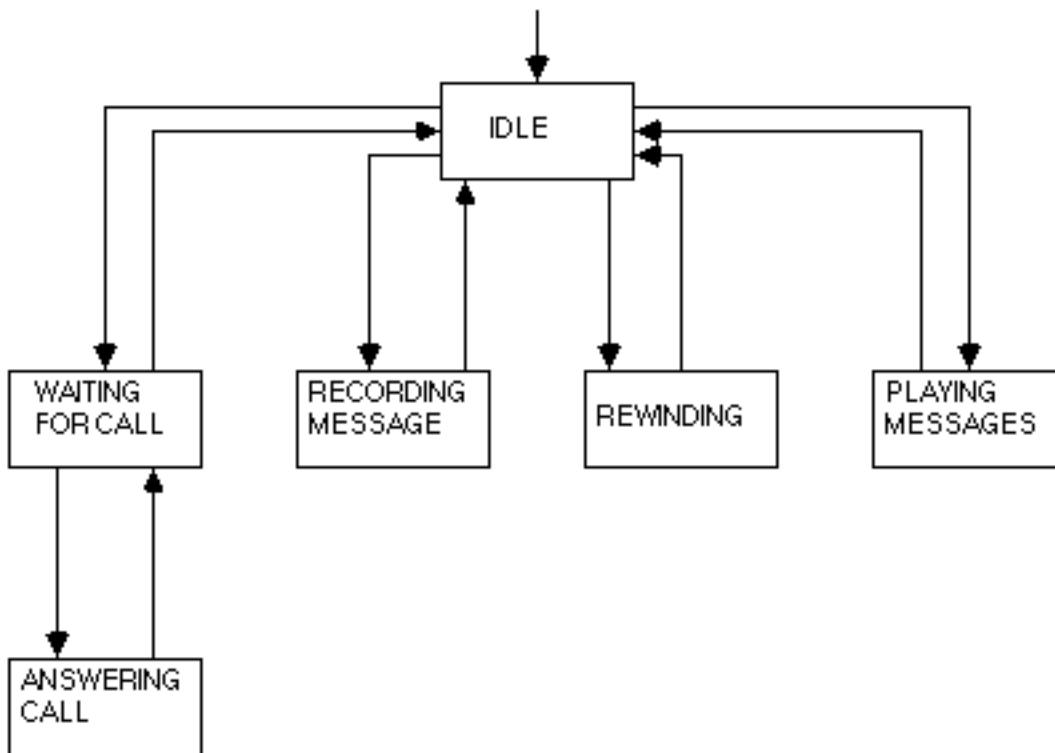 IDLE
WAITING
FOR CALL
RECORDING
MESSAGE
REWINDING
PLAYING
MESSAGES
ANSWERING
CALL